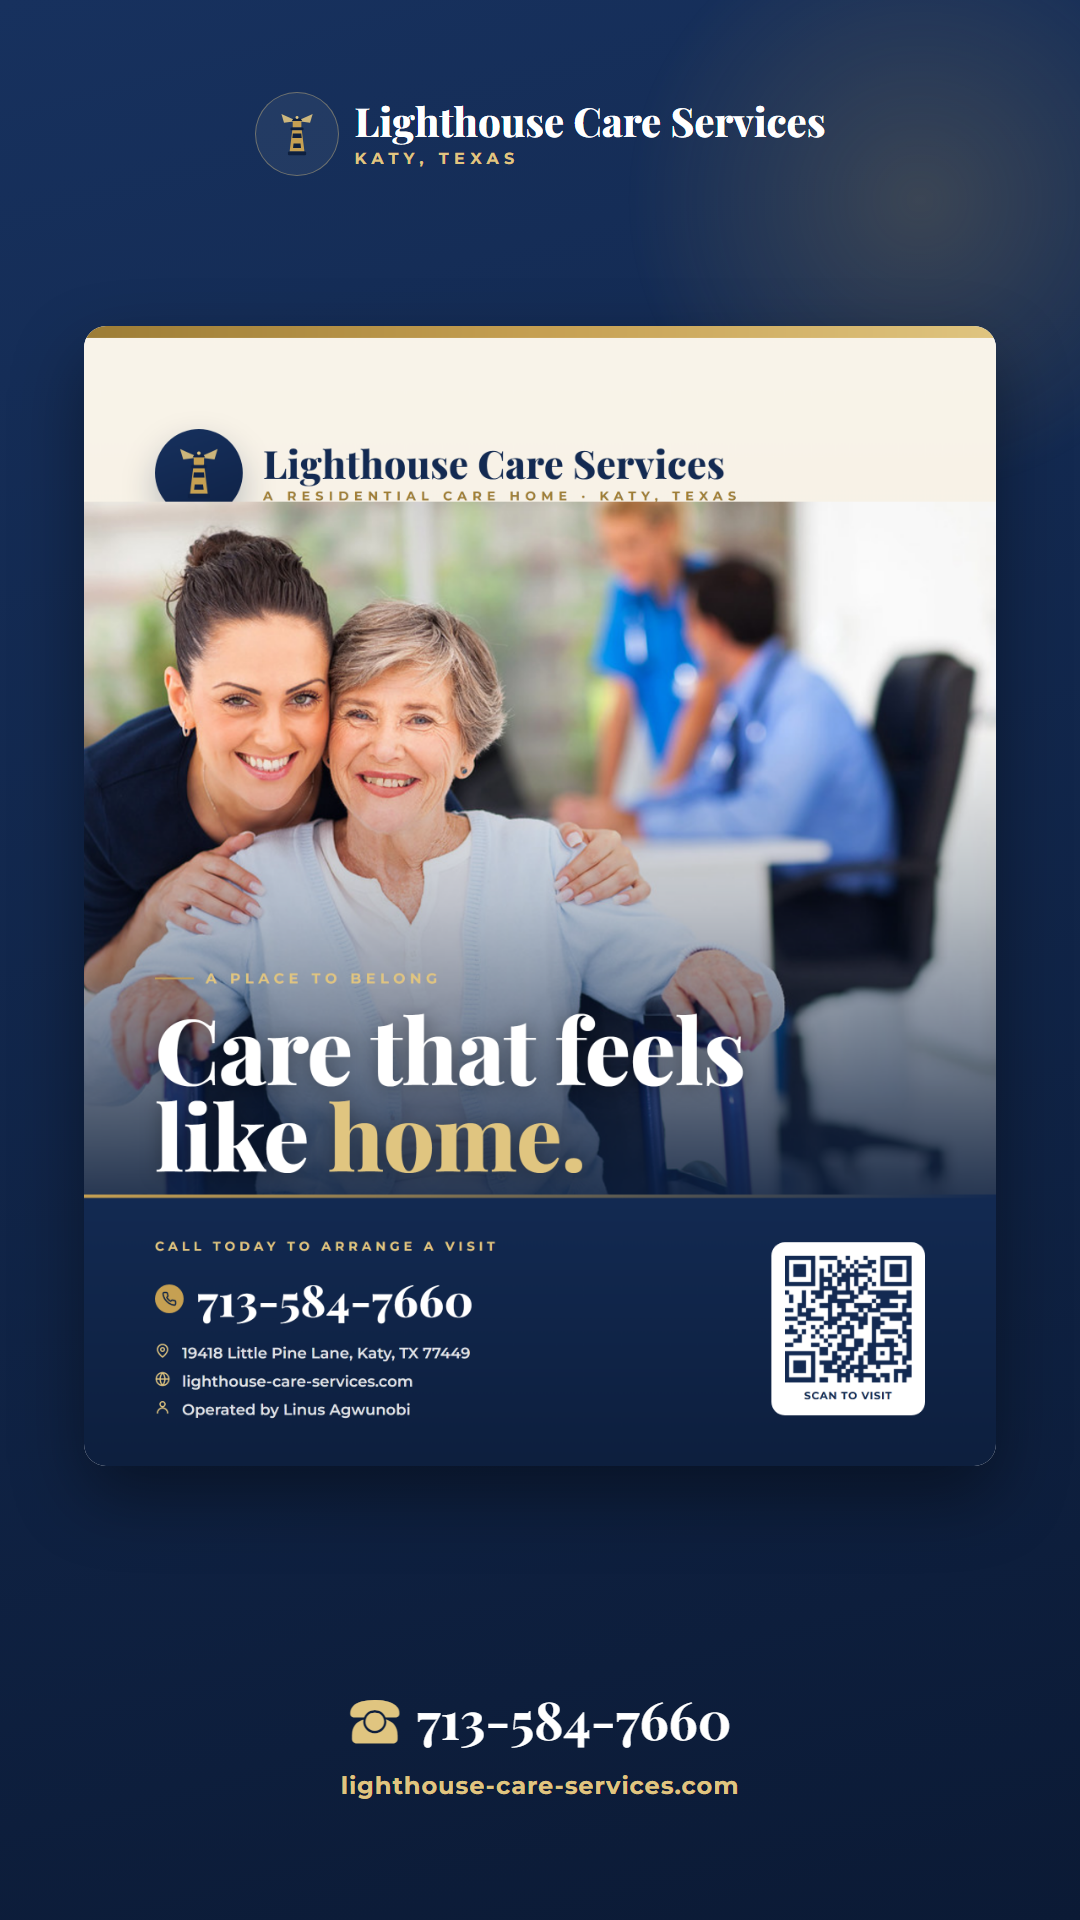 Lighthouse Care Services
KATY, TEXAS
Lighthouse Care Services
A RESIDENTIAL CARE HOME · KATY, TEXAS
A PLACE TO BELONG
Care that feels
like home.
CALL TODAY TO ARRANGE A VISIT
713-584-7660
19418 Little Pine Lane, Katy, TX 77449
lighthouse-care-services.com
Operated by Linus Agwunobi
SCAN TO VISIT
713-584-7660
lighthouse-care-services.com